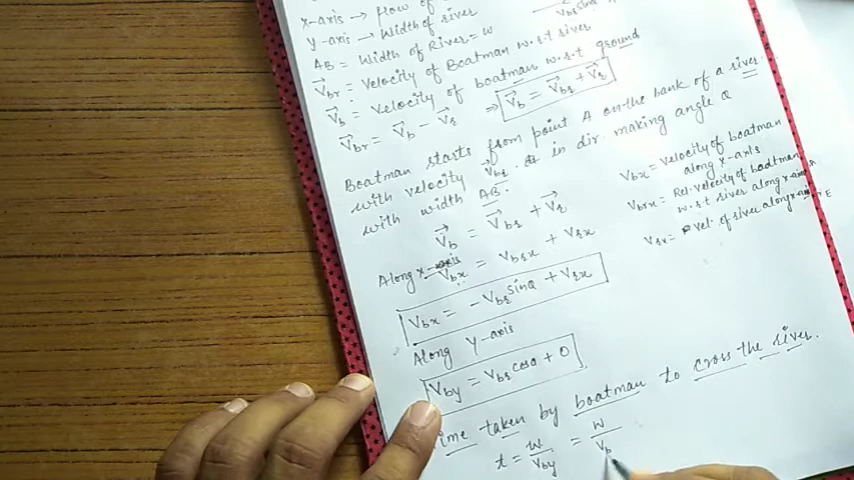 x-axis → flow of
y-axis → Width of river
AB = Width of River = w
V⃗br = Velocity of Boatman w.r.t river
V⃗b = Velocity of boatman w.r.t ground
V⃗br = V⃗b - V⃗r ⇒ V⃗b = V⃗br + V⃗r
Boatman starts from point A on the bank of a river
with velocity V⃗br. in dir. making angle α
with width AB.
V⃗b = V⃗br + V⃗r
Along x-axis
Vbx = Vbrx + Vrx
Vbx = -Vbr sinα + Vrx
Along Y-axis
Vby = Vbr cosα + 0
ime taken by boatman to cross the river.
t = w/Vby = w/Vb
Vbx = velocity of boatman
along x-axis
Vbrx = Rel. velocity of boatman
w.r.t river along x-axis
Vrx = vel. of river along x-axis